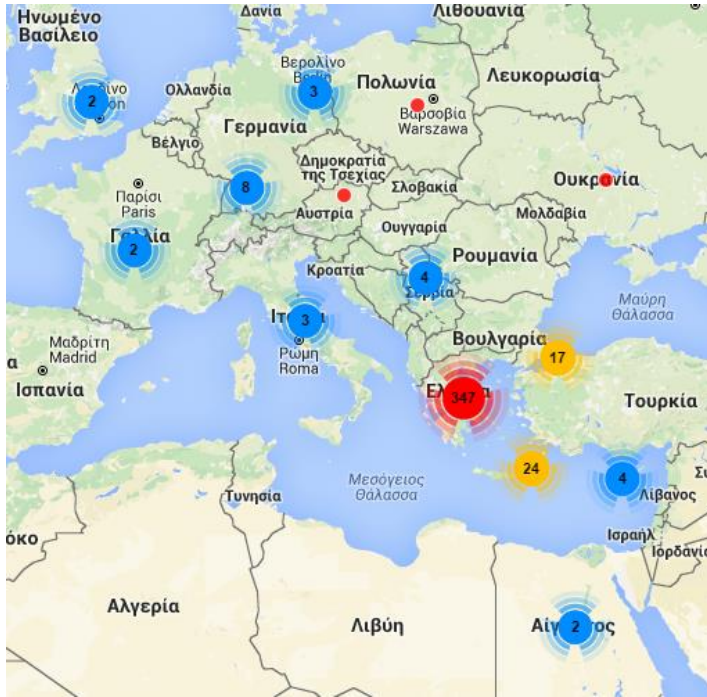 Ηνωμένο
Βασίλειο
Δανία
Λιθουανία
Βερολίνο
Ολλανδία
Πολωνία
Λευκορωσία
2
3
Βαρσοβία
Warszawa
Γερμανία
Βέλγιο
Δημοκρατία
της Τσεχίας
Παρίσι
Paris
8
Σλοβακία
Ουκρανία
Αυστρία
Μολδαβία
Ουγγαρία
2
Ρουμανία
Κροατία
4
Σερβία
Μαύρη
Θάλασσα
3
Μαδρίτη
Madrid
Ρώμη
Roma
Βουλγαρία
17
α
Ισπανία
347
Τουρκία
24
4
Μεσόγειος
Θάλασσα
Τυνησία
Λίβανος
όκο
Ισραήλ
Ιορδανία
Αλγερία
Λιβύη
2